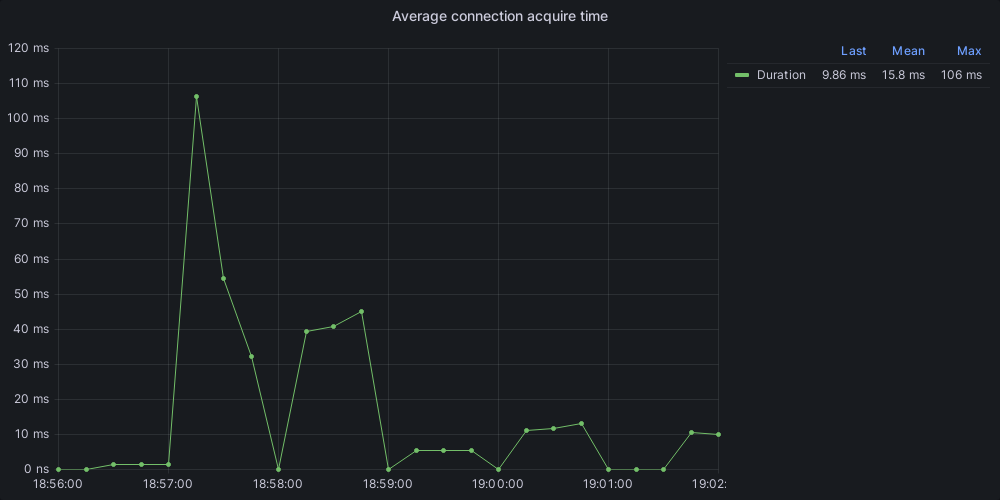 Average connection acquire time
120 ms
110 ms
100 ms
90 ms
80 ms
70 ms
60 ms
50 ms
40 ms
30 ms
20 ms
10 ms
0 ns
18:56:00 18:57:00 18:58:00 18:59:00 19:00:00 19:01:00 19:02:
Last Mean Max
Duration 9.86 ms 15.8 ms 106 ms